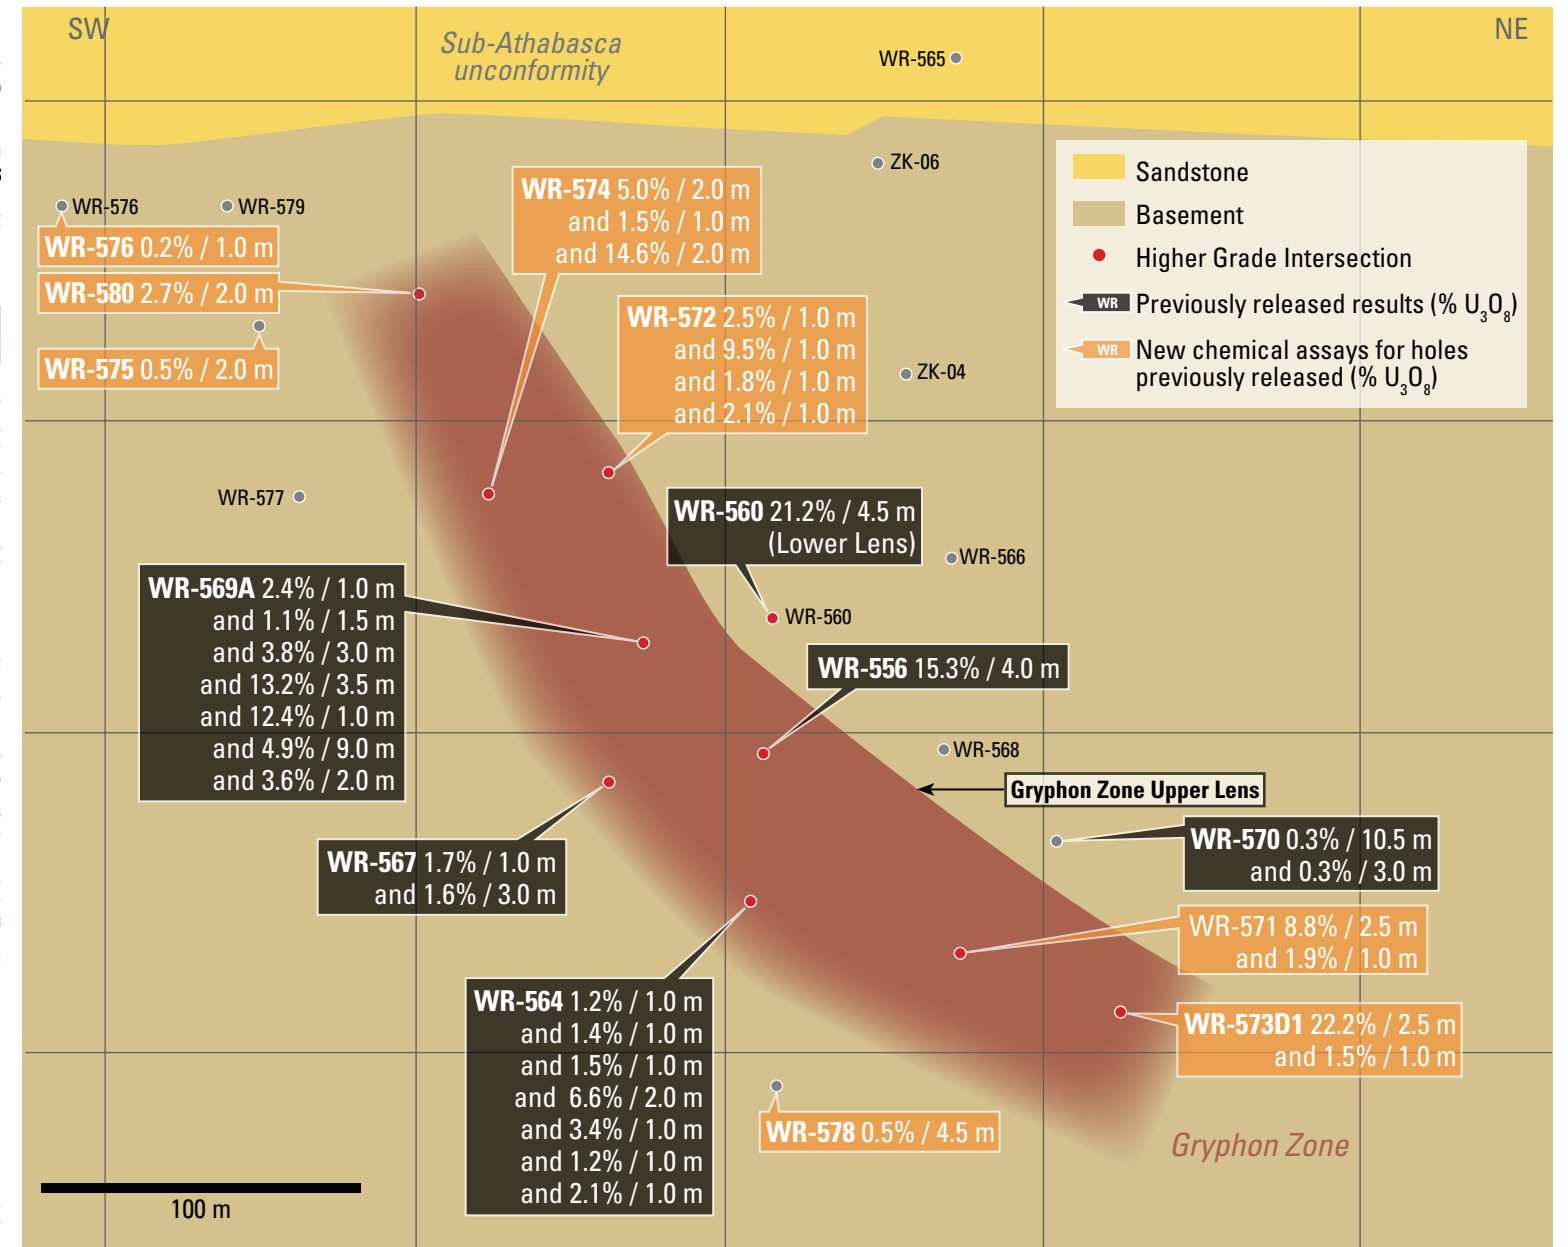 SW
Sub-Athabasca
unconformity
NE
WR-565
ZK-06
Sandstone
Basement
Higher Grade Intersection
WR Previously released results (% U₃O₈)
WR New chemical assays for holes
previously released (% U₃O₈)
WR-576
WR-579
WR-576 0.2% / 1.0 m
WR-580 2.7% / 2.0 m
WR-575 0.5% / 2.0 m
WR-574 5.0% / 2.0 m
and 1.5% / 1.0 m
and 14.6% / 2.0 m
WR-572 2.5% / 1.0 m
and 9.5% / 1.0 m
and 1.8% / 1.0 m
and 2.1% / 1.0 m
ZK-04
WR-577
WR-560 21.2% / 4.5 m
(Lower Lens)
WR-566
WR-560
WR-569A 2.4% / 1.0 m
and 1.1% / 1.5 m
and 3.8% / 3.0 m
and 13.2% / 3.5 m
and 12.4% / 1.0 m
and 4.9% / 9.0 m
and 3.6% / 2.0 m
WR-556 15.3% / 4.0 m
WR-568
Gryphon Zone Upper Lens
WR-567 1.7% / 1.0 m
and 1.6% / 3.0 m
WR-570 0.3% / 10.5 m
and 0.3% / 3.0 m
WR-571 8.8% / 2.5 m
and 1.9% / 1.0 m
WR-564 1.2% / 1.0 m
and 1.4% / 1.0 m
and 1.5% / 1.0 m
and 6.6% / 2.0 m
and 3.4% / 1.0 m
and 1.2% / 1.0 m
and 2.1% / 1.0 m
WR-573D1 22.2% / 2.5 m
and 1.5% / 1.0 m
WR-578 0.5% / 4.5 m
Gryphon Zone
100 m